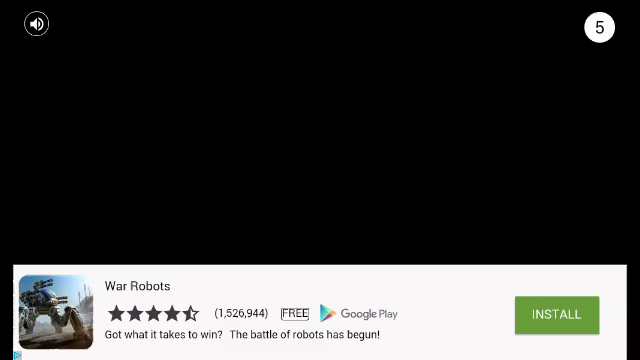 5
War Robots
(1,526,944) FREE Google Play
Got what it takes to win? The battle of robots has begun!
INSTALL